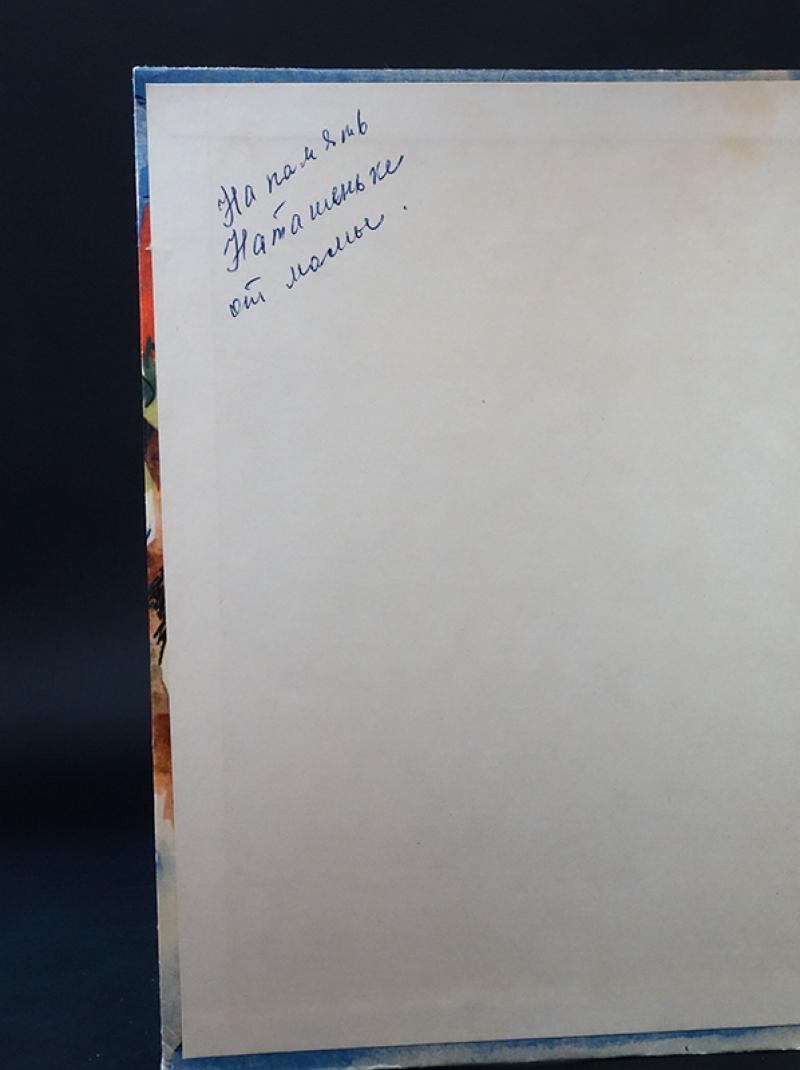 На память
Наташеньке
от мамы.